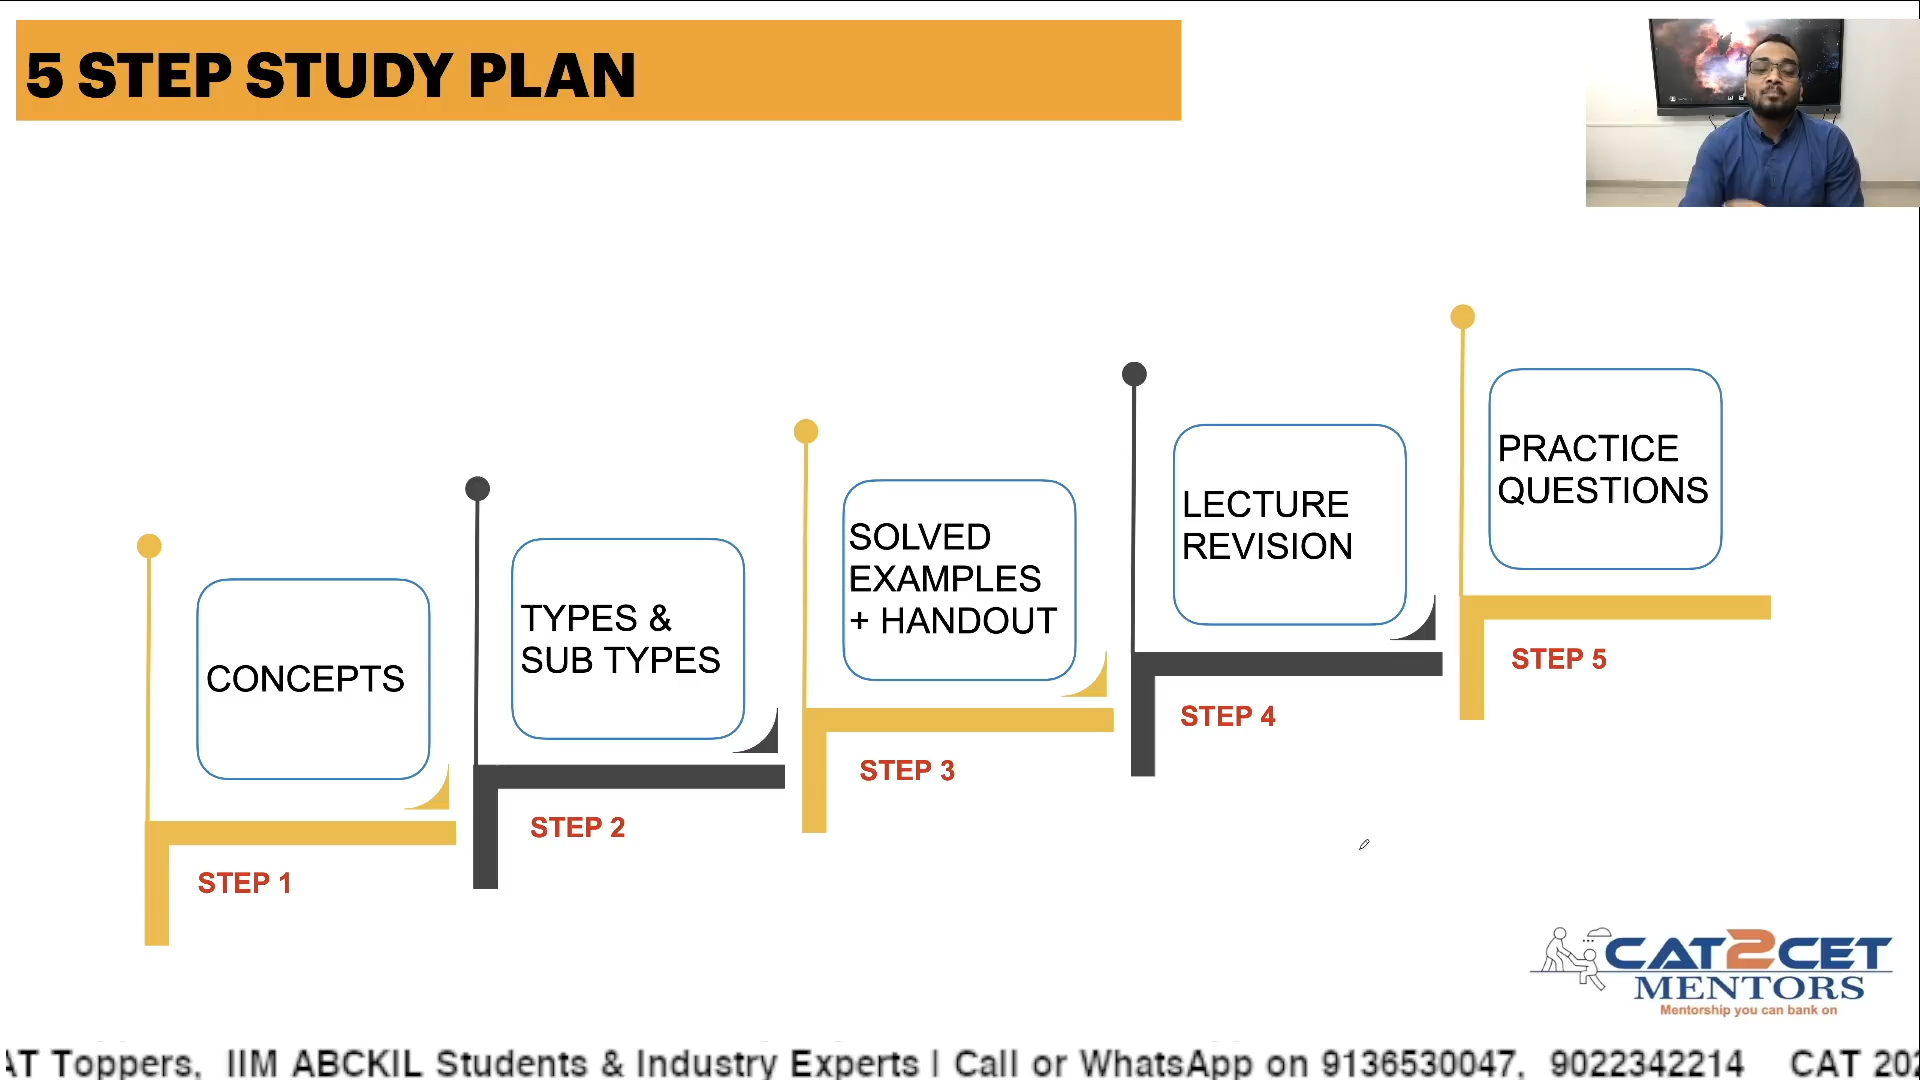 5 STEP STUDY PLAN
CONCEPTS
STEP 1
TYPES &
SUB TYPES
STEP 2
SOLVED
EXAMPLES
+ HANDOUT
STEP 3
LECTURE
REVISION
STEP 4
PRACTICE
QUESTIONS
STEP 5
CAT2CET
MENTORS
Mentorship you can bank on
Toppers, IIM ABCKIL Students & Industry Experts | Call or WhatsApp on 9136530047, 9022342214 CAT